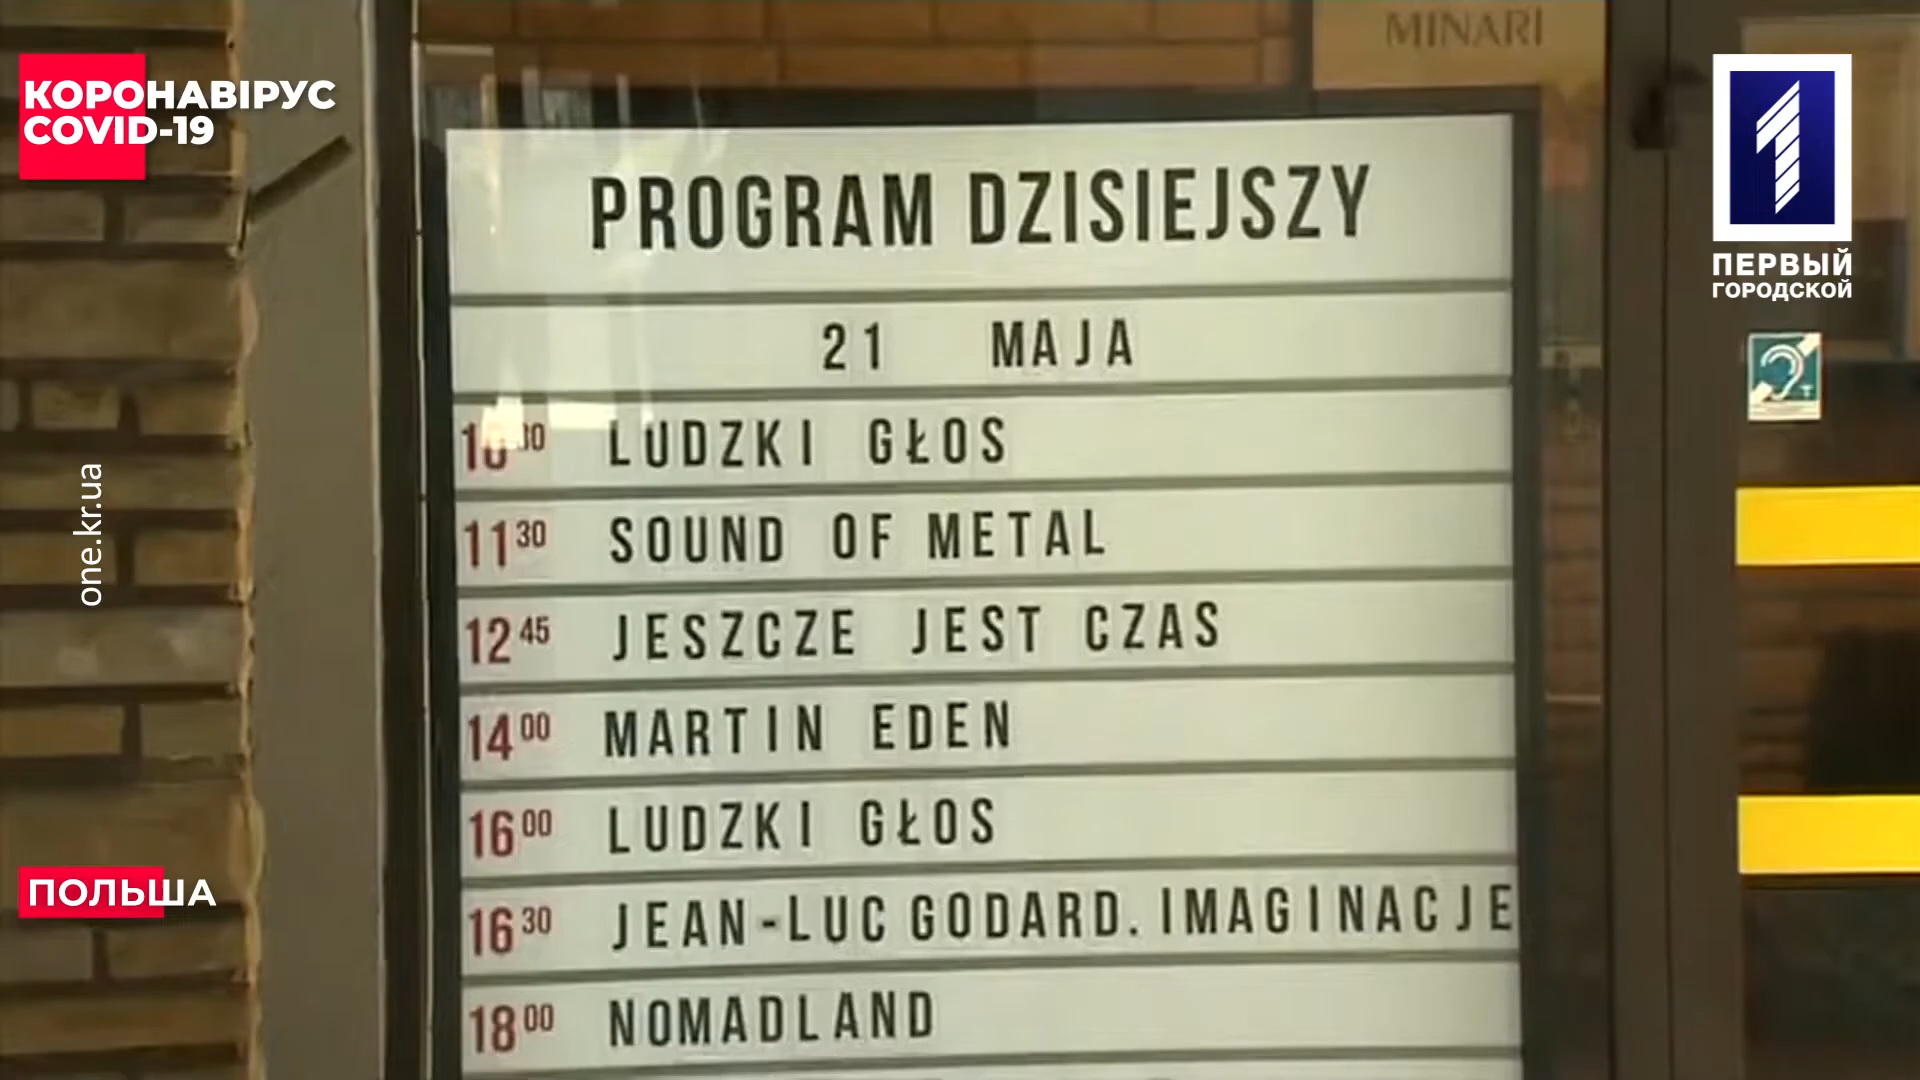 MINARI
КОРОНАВІРУС
COVID-19
ПЕРВЫЙ
ГОРОДСКОЙ
one.kr.ua
ПОЛЬША
PROGRAM DZISIEJSZY
21 MAJA
10 30 LUDZKI GŁOS
11 30 SOUND OF METAL
12 45 JESZCZE JEST CZAS
14 00 MARTIN EDEN
16 00 LUDZKI GŁOS
16 30 JEAN-LUC GODARD. IMAGINACJE
18 00 NOMADLAND